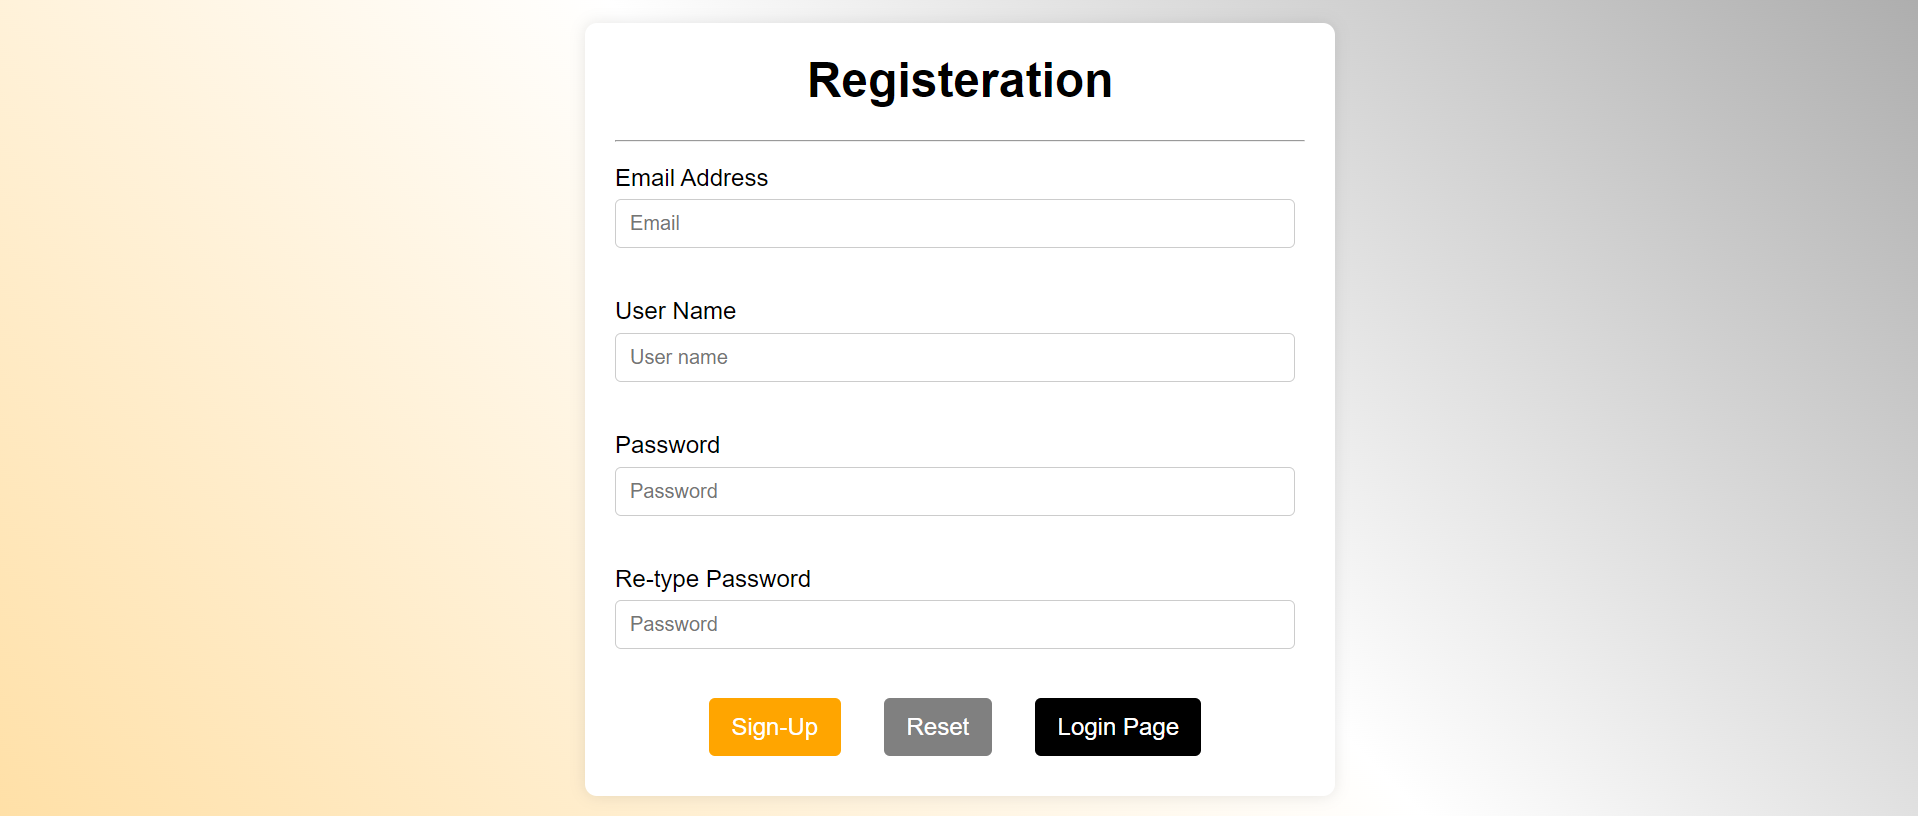 Registeration
Email Address
Email
User Name
User name
Password
Password
Re-type Password
Password
Sign-Up Reset Login Page